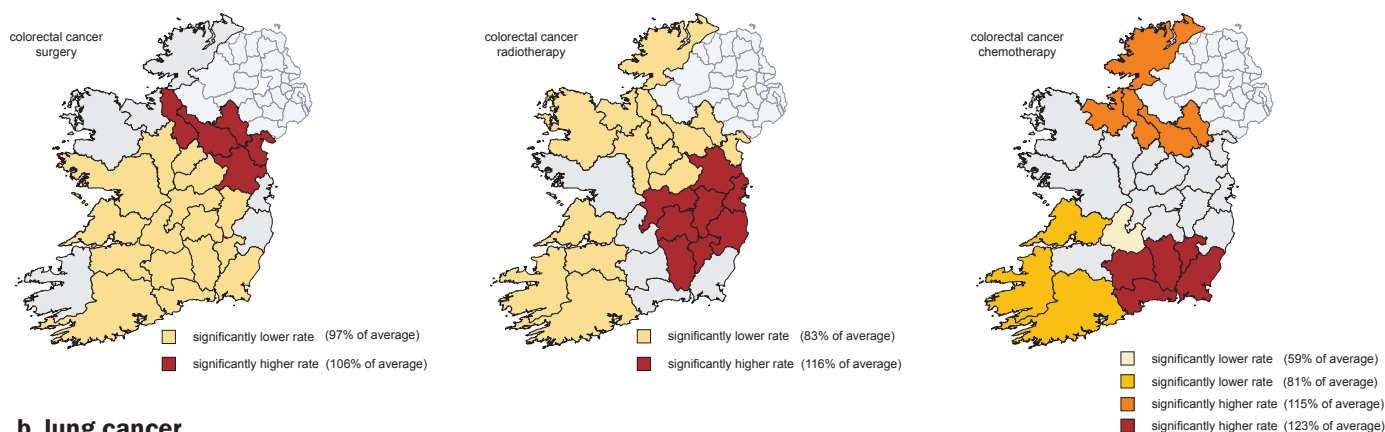 colorectal cancer
surgery
significantly lower rate (97% of average)
significantly higher rate (106% of average)
colorectal cancer
radiotherapy
significantly lower rate (83% of average)
significantly higher rate (116% of average)
colorectal cancer
chemotherapy
significantly lower rate (59% of average)
significantly lower rate (81% of average)
significantly higher rate (115% of average)
significantly higher rate (123% of average)
b. lung cancer